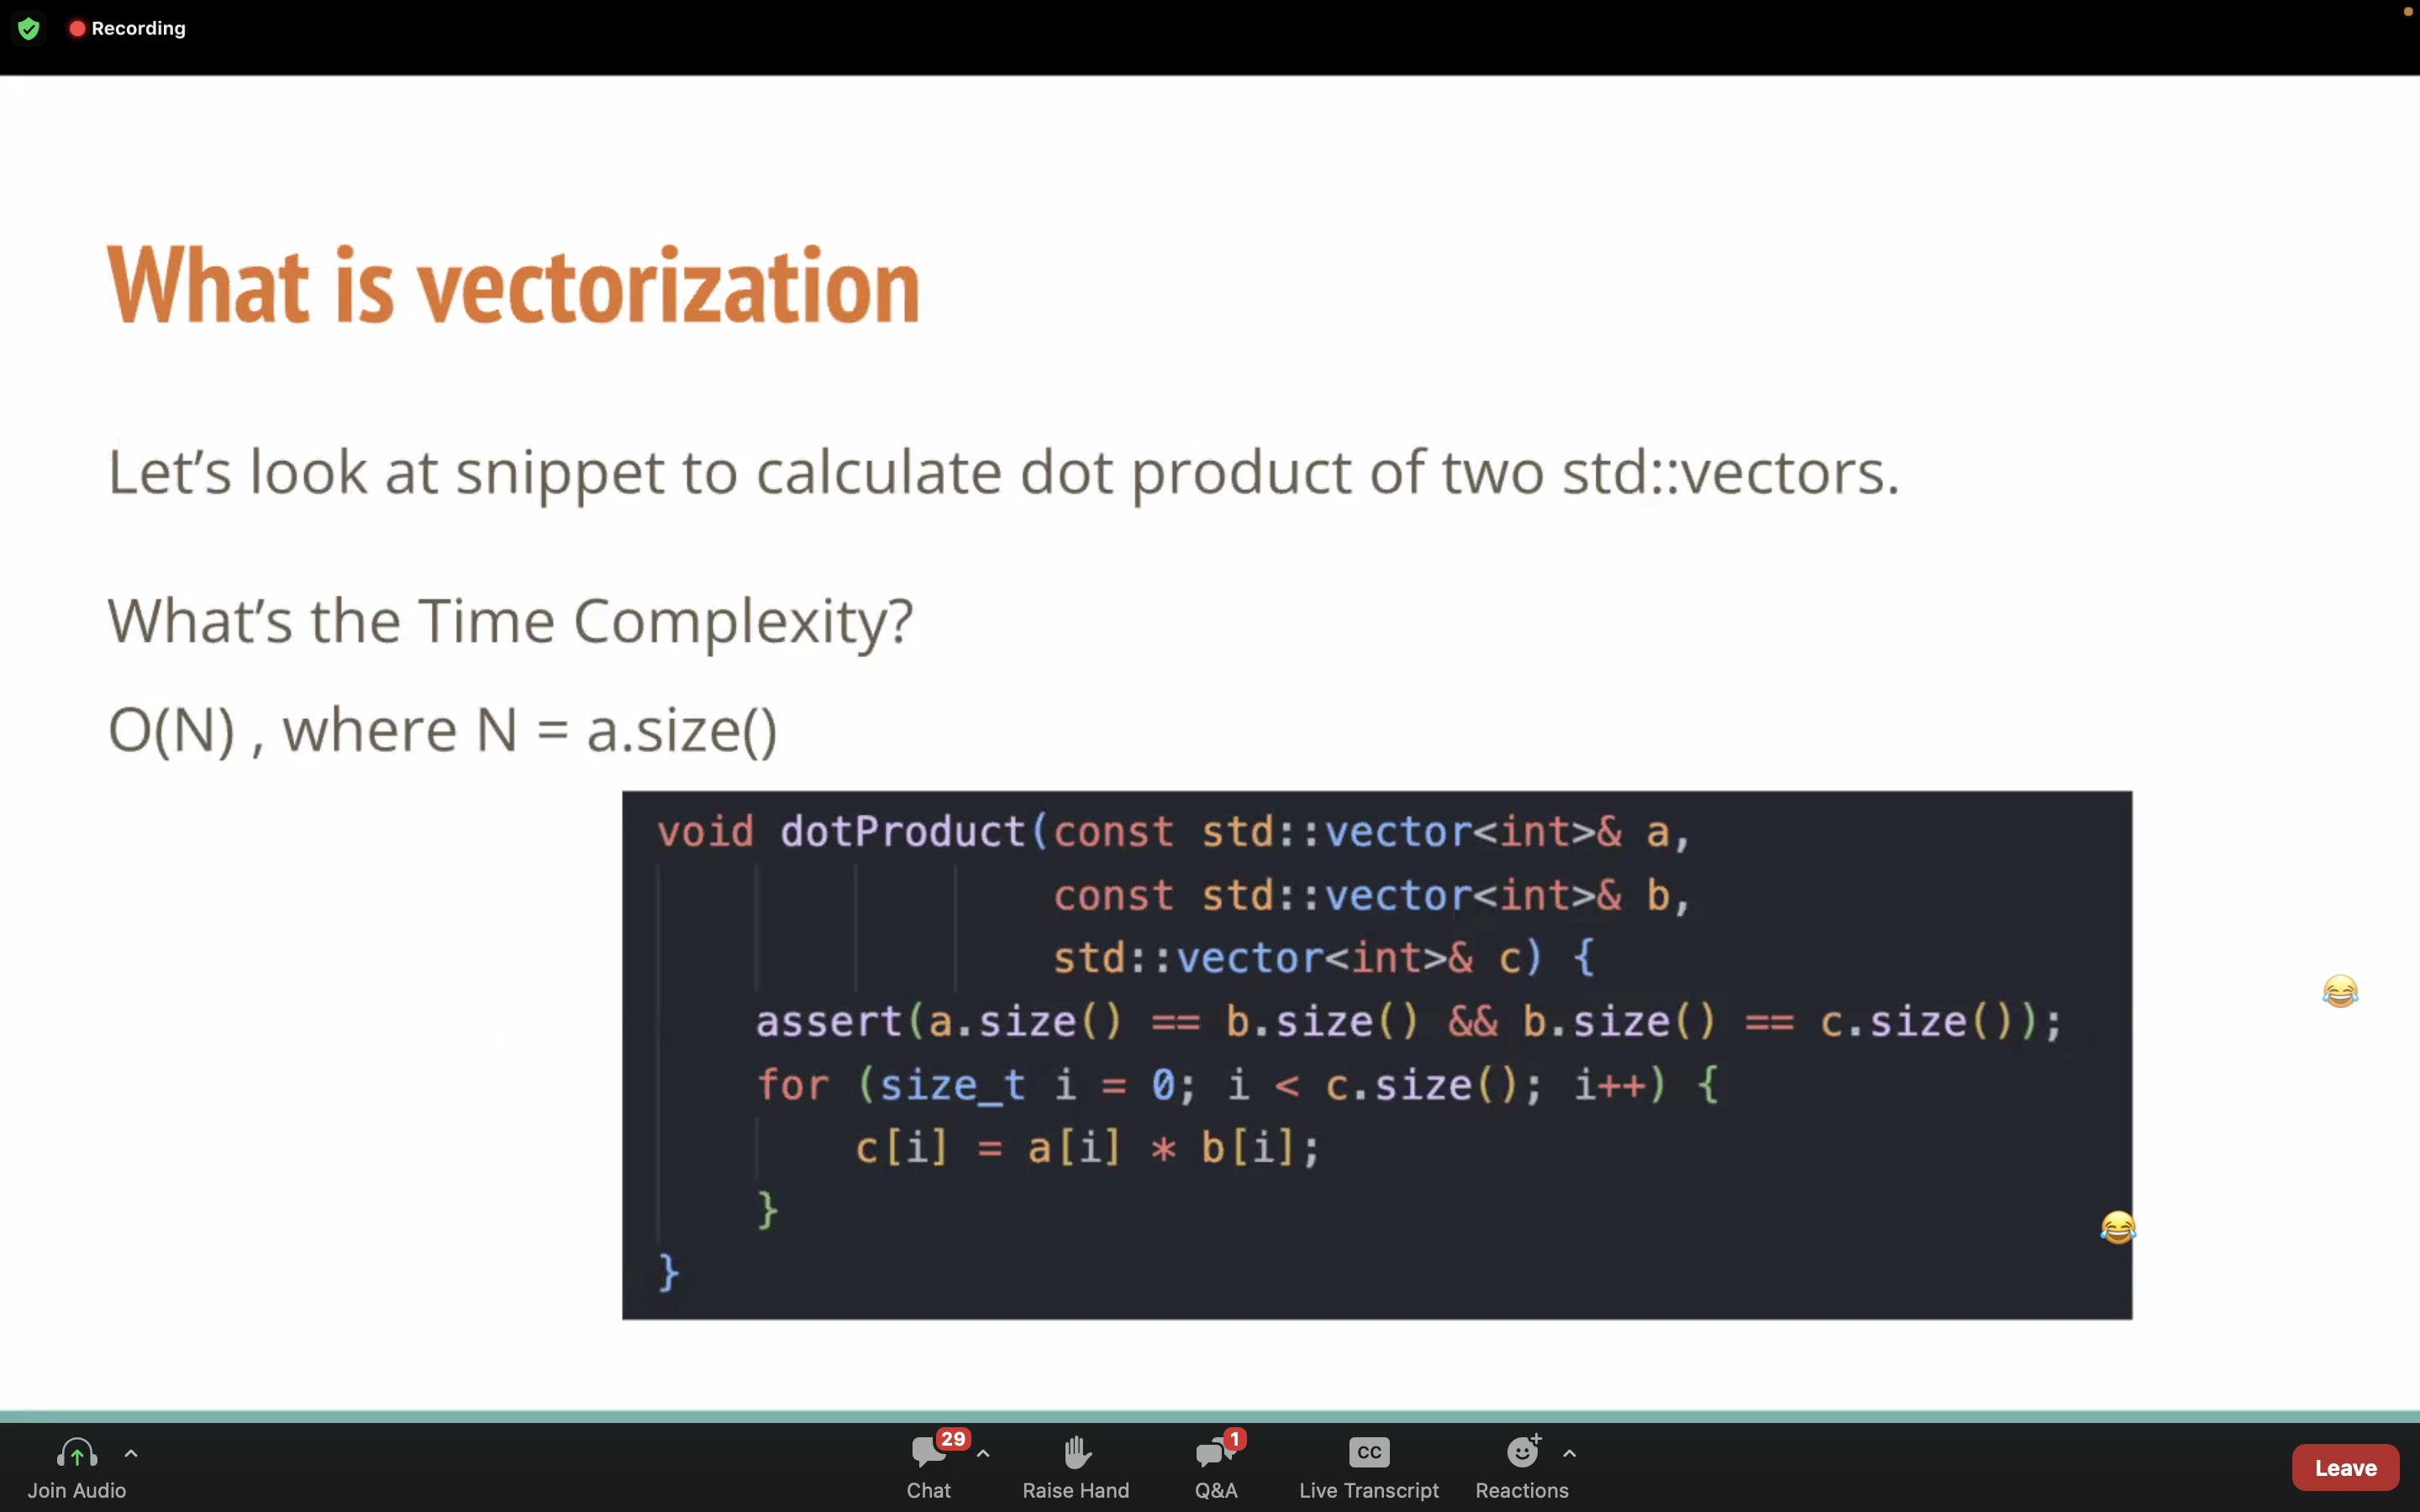 Recording
What is vectorization
Let’s look at snippet to calculate dot product of two std::vectors.
What’s the Time Complexity?
O(N) , where N = a.size()
void dotProduct(const std::vector<int>& a,
const std::vector<int>& b,
std::vector<int>& c) {
assert(a.size() == b.size() && b.size() == c.size());
for (size_t i = 0; i < c.size(); i++) {
c[i] = a[i] * b[i];
}
}
29
1
CC
Join Audio
Chat
Raise Hand
Q&A
Live Transcript
Reactions
Leave